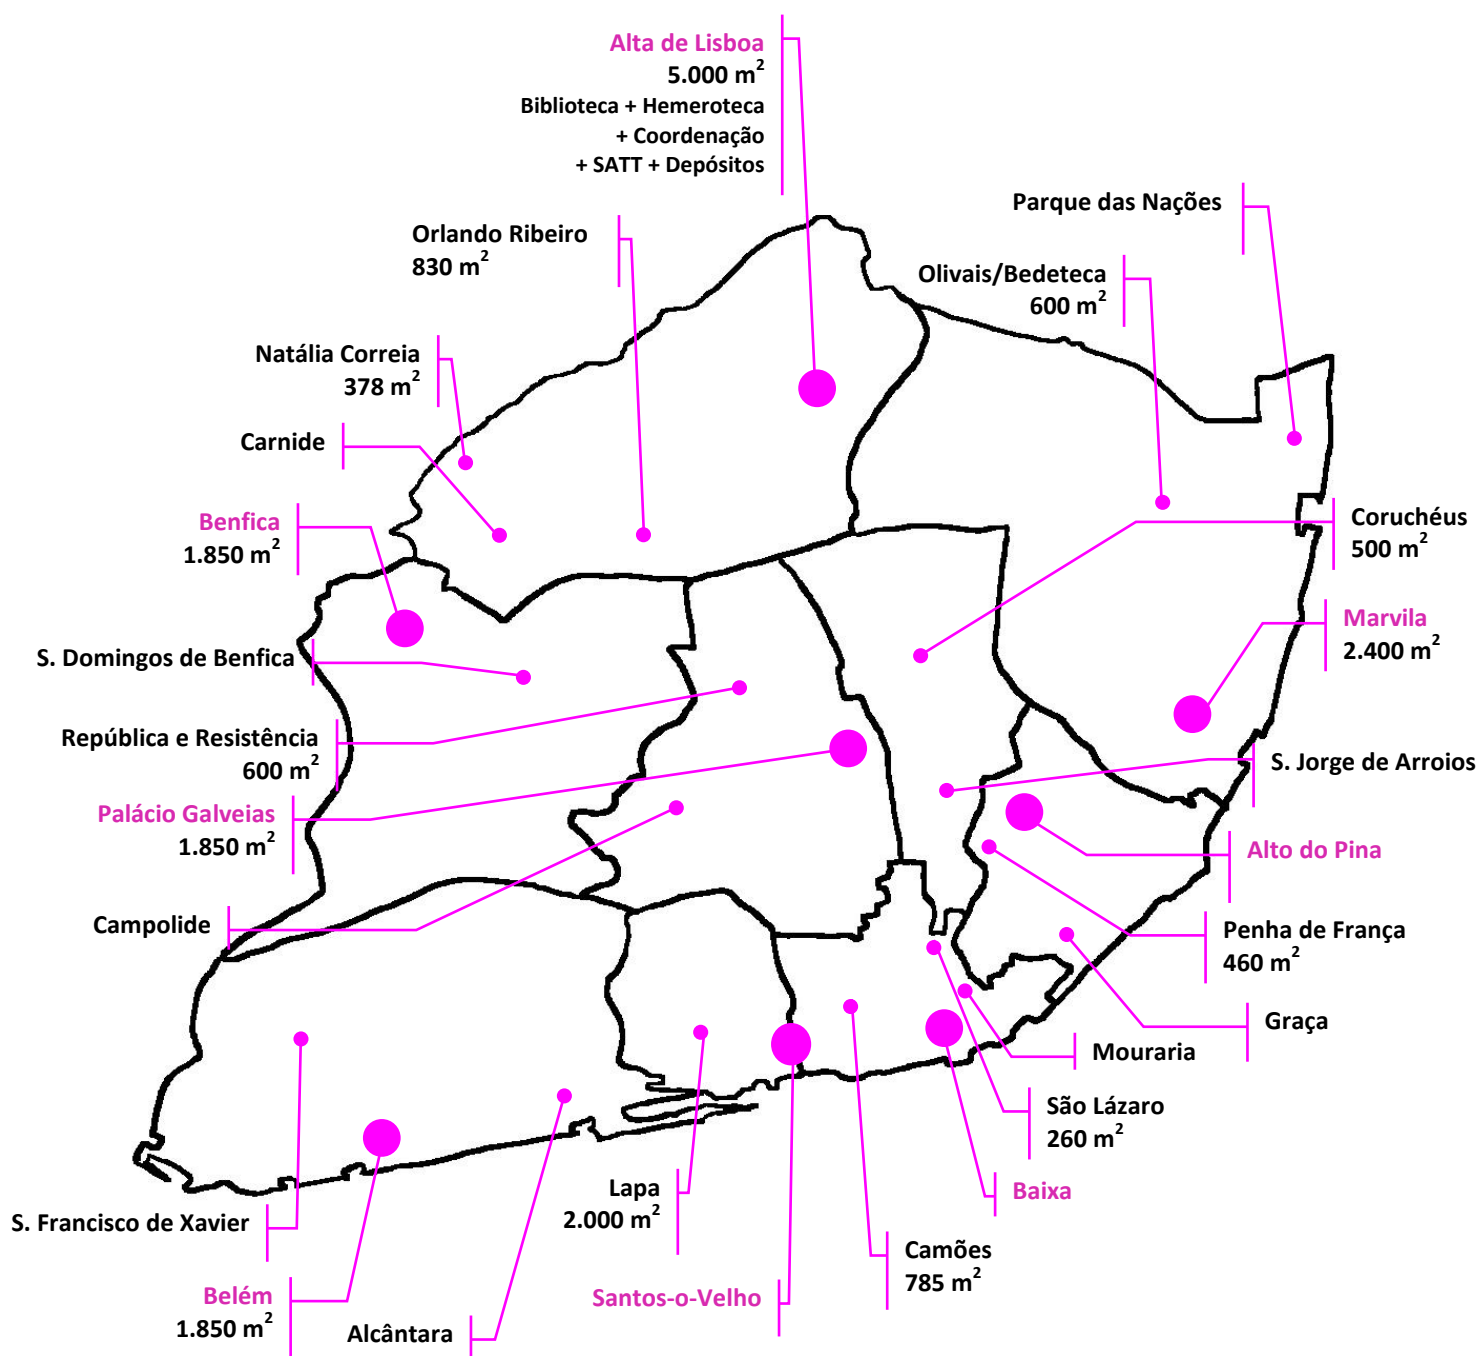 Alta de Lisboa
5.000 m²
Biblioteca + Hemeroteca
+ Coordenação
+ SATT + Depósitos
Parque das Nações
Orlando Ribeiro
830 m²
Olivais/Bedeteca
600 m²
Natália Correia
378 m²
Carnide
Benfica
1.850 m²
Coruchéus
500 m²
Marvila
2.400 m²
S. Domingos de Benfica
República e Resistência
600 m²
S. Jorge de Arroios
Palácio Galveias
1.850 m²
Alto do Pina
Campolide
Penha de França
460 m²
Graça
Mouraria
São Lázaro
260 m²
Baixa
Lapa
2.000 m²
S. Francisco de Xavier
Camões
785 m²
Santos-o-Velho
Belém
1.850 m²
Alcântara